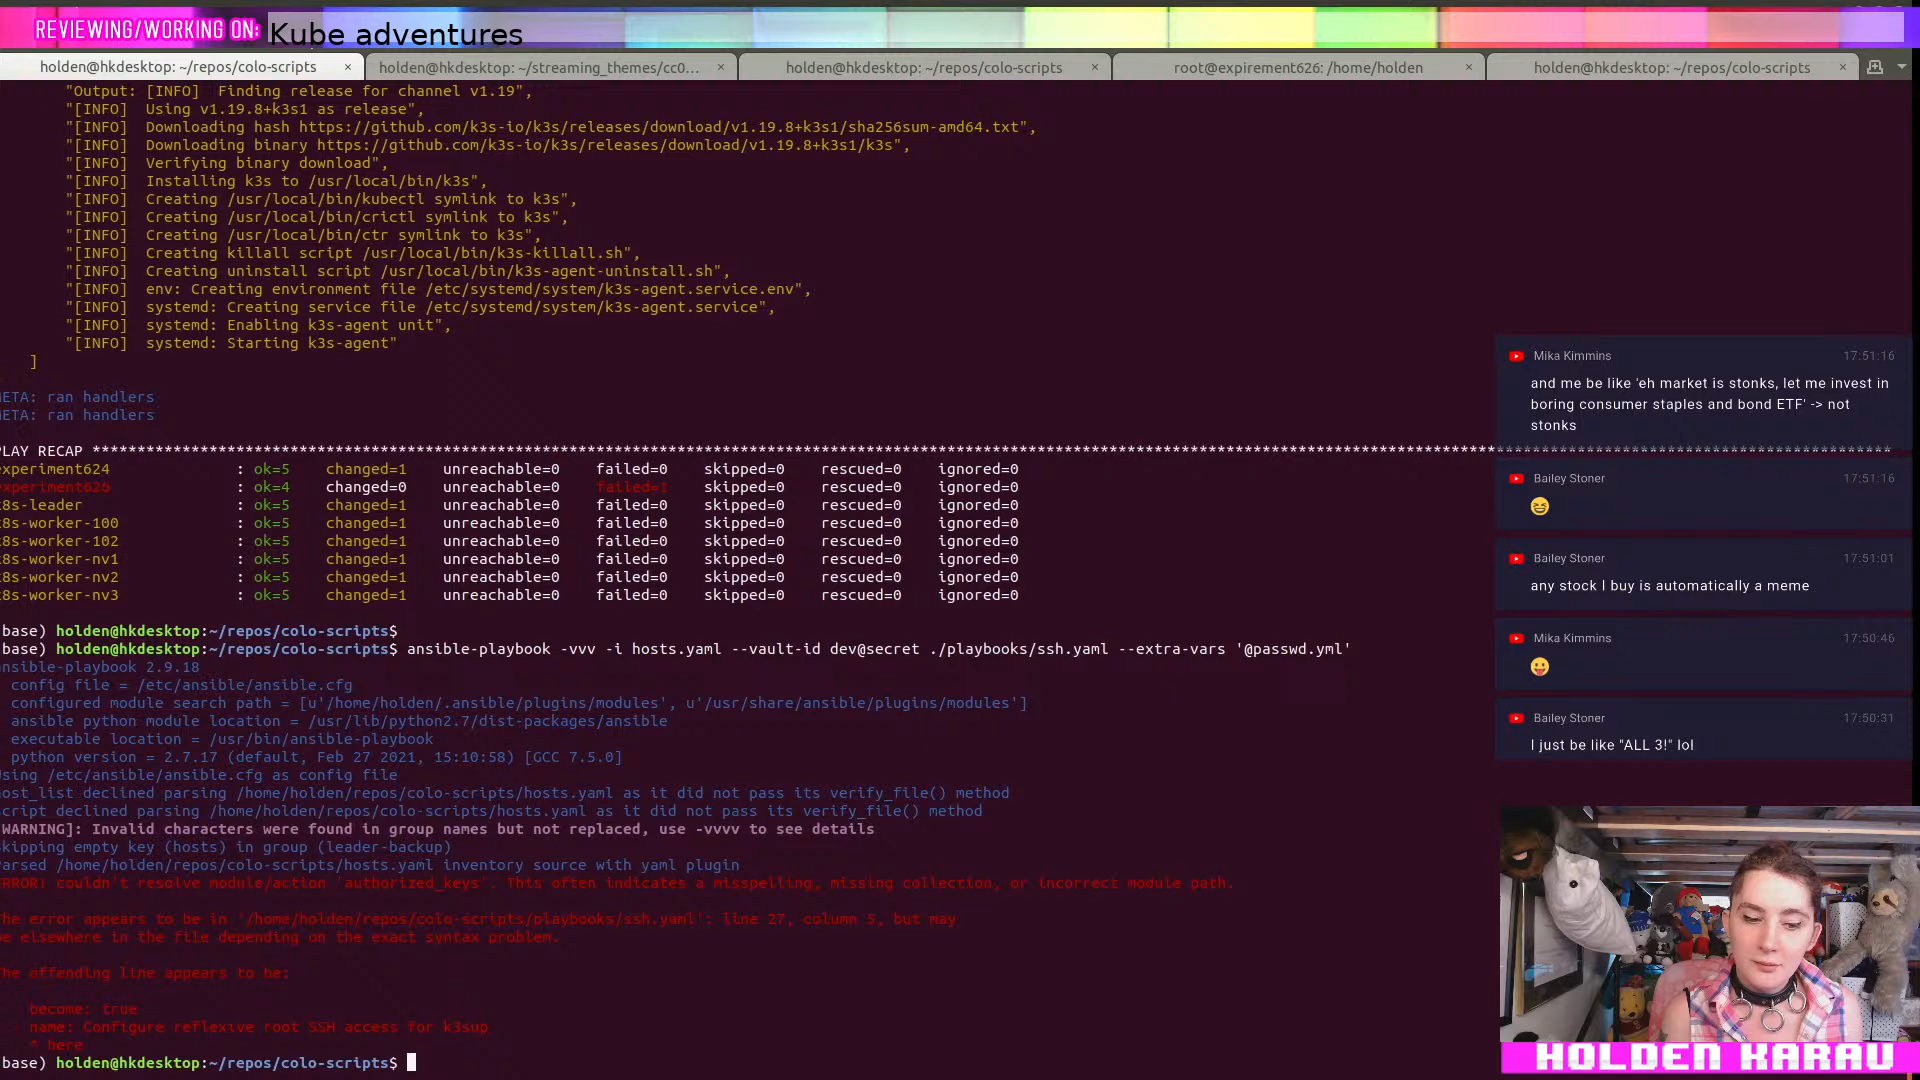 REVIEWING/WORKING ON: Kube adventures
holden@hkdesktop: ~/repos/colo-scripts × holden@hkdesktop: ~/streaming_themes/cc0... × holden@hkdesktop: ~/repos/colo-scripts × root@expirement626: /home/holden × holden@hkdesktop: ~/repos/colo-scripts ×
"Output: [INFO]  Finding release for channel v1.19",
"[INFO]  Using v1.19.8+k3s1 as release",
"[INFO]  Downloading hash https://github.com/k3s-io/k3s/releases/download/v1.19.8+k3s1/sha256sum-amd64.txt",
"[INFO]  Downloading binary https://github.com/k3s-io/k3s/releases/download/v1.19.8+k3s1/k3s",
"[INFO]  Verifying binary download",
"[INFO]  Installing k3s to /usr/local/bin/k3s",
"[INFO]  Creating /usr/local/bin/kubectl symlink to k3s",
"[INFO]  Creating /usr/local/bin/crictl symlink to k3s",
"[INFO]  Creating /usr/local/bin/ctr symlink to k3s",
"[INFO]  Creating killall script /usr/local/bin/k3s-killall.sh",
"[INFO]  Creating uninstall script /usr/local/bin/k3s-agent-uninstall.sh",
"[INFO]  env: Creating environment file /etc/systemd/system/k3s-agent.service.env",
"[INFO]  systemd: Creating service file /etc/systemd/system/k3s-agent.service",
"[INFO]  systemd: Enabling k3s-agent unit",
"[INFO]  systemd: Starting k3s-agent"
]
ETA: ran handlers
ETA: ran handlers
PLAY RECAP ****************************************************************
experiment624 : ok=5 changed=1 unreachable=0 failed=0 skipped=0 rescued=0 ignored=0
experiment626 : ok=4 changed=0 unreachable=0 failed=1 skipped=0 rescued=0 ignored=0
k8s-leader : ok=5 changed=1 unreachable=0 failed=0 skipped=0 rescued=0 ignored=0
k8s-worker-100 : ok=5 changed=1 unreachable=0 failed=0 skipped=0 rescued=0 ignored=0
k8s-worker-102 : ok=5 changed=1 unreachable=0 failed=0 skipped=0 rescued=0 ignored=0
k8s-worker-nv1 : ok=5 changed=1 unreachable=0 failed=0 skipped=0 rescued=0 ignored=0
k8s-worker-nv2 : ok=5 changed=1 unreachable=0 failed=0 skipped=0 rescued=0 ignored=0
k8s-worker-nv3 : ok=5 changed=1 unreachable=0 failed=0 skipped=0 rescued=0 ignored=0
base) holden@hkdesktop:~/repos/colo-scripts$
base) holden@hkdesktop:~/repos/colo-scripts$ ansible-playbook -vvv -i hosts.yaml --vault-id dev@secret ./playbooks/ssh.yaml --extra-vars '@passwd.yml'
ansible-playbook 2.9.18
config file = /etc/ansible/ansible.cfg
configured module search path = [u'/home/holden/.ansible/plugins/modules', u'/usr/share/ansible/plugins/modules']
ansible python module location = /usr/lib/python2.7/dist-packages/ansible
executable location = /usr/bin/ansible-playbook
python version = 2.7.17 (default, Feb 27 2021, 15:10:58) [GCC 7.5.0]
Using /etc/ansible/ansible.cfg as config file
host_list declined parsing /home/holden/repos/colo-scripts/hosts.yaml as it did not pass its verify_file() method
script declined parsing /home/holden/repos/colo-scripts/hosts.yaml as it did not pass its verify_file() method
WARNING]: Invalid characters were found in group names but not replaced, use -vvvv to see details
Skipping empty key (hosts) in group (leader-backup)
Parsed /home/holden/repos/colo-scripts/hosts.yaml inventory source with yaml plugin
ERROR! couldn't resolve module/action 'authorized_keys'. This often indicates a misspelling, missing collection, or incorrect module path.
The error appears to be in '/home/holden/repos/colo-scripts/playbooks/ssh.yaml': line 27, column 5, but may
be elsewhere in the file depending on the exact syntax problem.
The offending line appears to be:
become: true
name: Configure reflexive root SSH access for k3sup
^ here
base) holden@hkdesktop:~/repos/colo-scripts$
Mika Kimmins 17:51:16
and me be like 'eh market is stonks, let me invest in
boring consumer staples and bond ETF' -> not
stonks
Bailey Stoner 17:51:16
😆
Bailey Stoner 17:51:01
any stock I buy is automatically a meme
Mika Kimmins 17:50:46
😛
Bailey Stoner 17:50:31
I just be like "ALL 3!" lol
HOLDEN KARAU